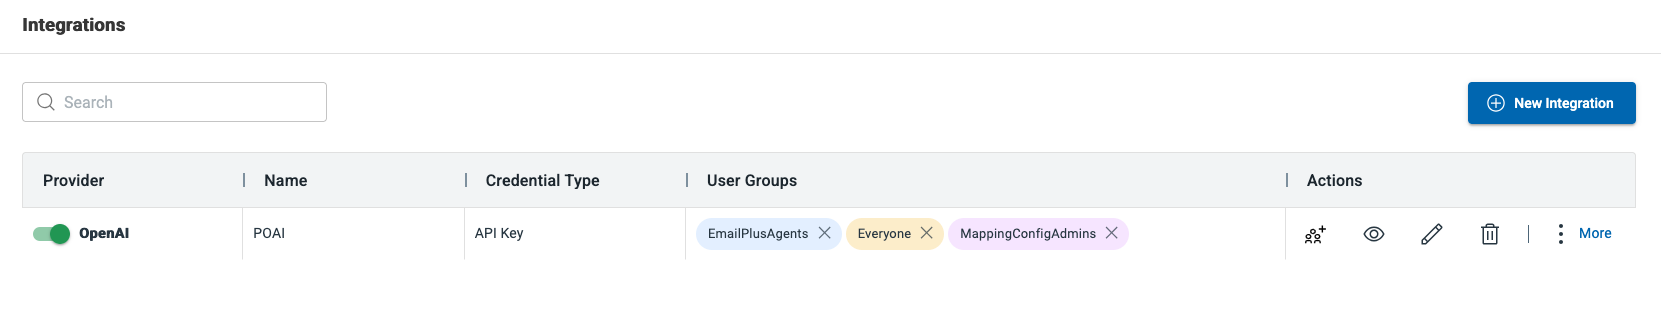 Integrations
Search
New Integration
Provider Name Credential Type User Groups Actions
OpenAI POAI API Key EmailPlusAgents Everyone MappingConfigAdmins More